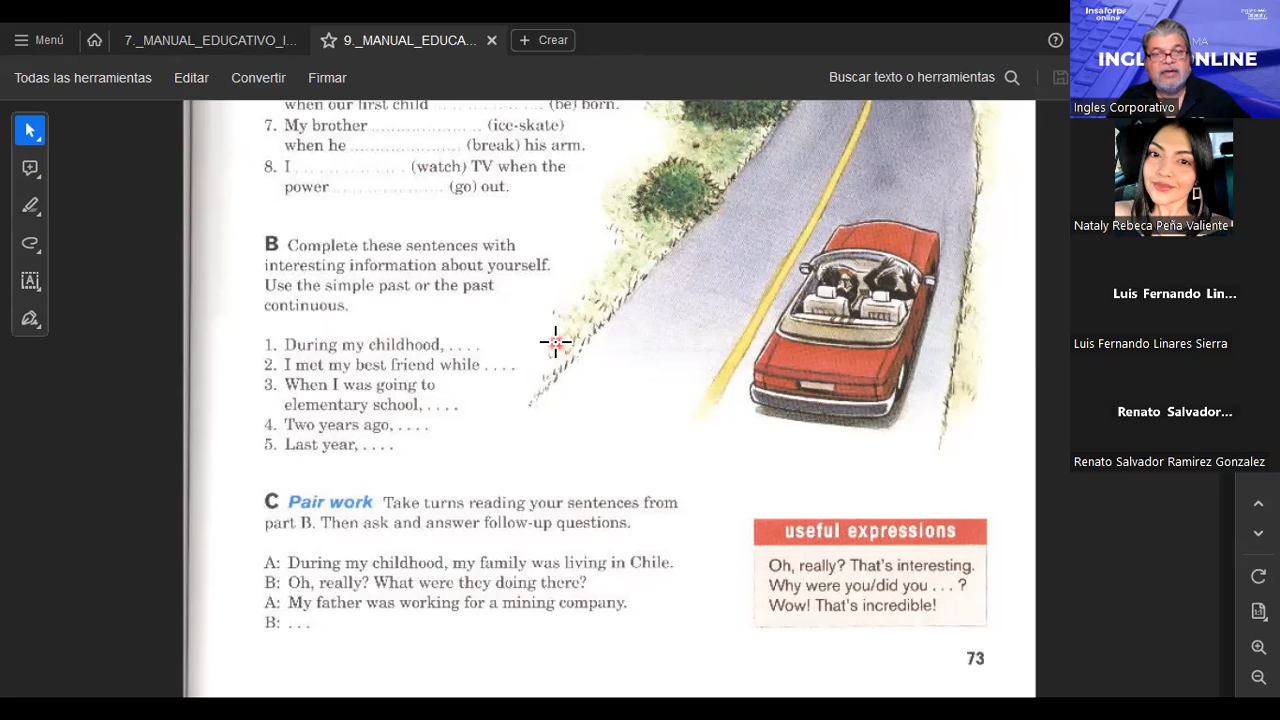 Menú
7._MANUAL_EDUCATIVO_I...
9._MANUAL_EDUCA...
Crear
Todas las herramientas
Editar
Convertir
Firmar
Buscar texto o herramientas
when our first child .................... (be) born.
7. My brother .................... (ice-skate)
when he .................... (break) his arm.
8. I .................... (watch) TV when the
power .................... (go) out.
B Complete these sentences with
interesting information about yourself.
Use the simple past or the past
continuous.
1. During my childhood, . . . .
2. I met my best friend while . . . .
3. When I was going to
elementary school, . . . .
4. Two years ago, . . . .
5. Last year, . . . .
C Pair work Take turns reading your sentences from
part B. Then ask and answer follow-up questions.
A: During my childhood, my family was living in Chile.
B: Oh, really? What were they doing there?
A: My father was working for a mining company.
B: . . .
useful expressions
Oh, really? That's interesting.
Why were you/did you . . . ?
Wow! That's incredible!
73
Insaforp
online
INGL
NLINE
Ingles Corporativo
Nataly Rebeca Peña Valiente
Luis Fernando Lin...
Luis Fernando Linares Sierra
Renato Salvador...
Renato Salvador Ramirez Gonzalez